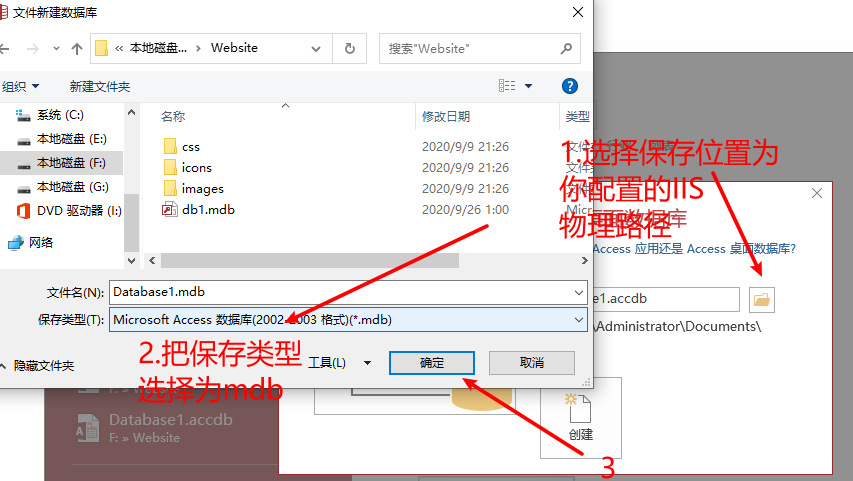 文件新建数据库
« 本地磁盘... › Website
搜索"Website"
组织
新建文件夹
系统 (C:)
本地磁盘 (E:)
本地磁盘 (F:)
本地磁盘 (G:)
DVD 驱动器 (I:)
网络
名称
修改日期
类型
css
2020/9/9 21:26
icons
2020/9/9 21:26
images
2020/9/9 21:26
db1.mdb
2020/9/26 1:00
1.选择保存位置为
你配置的IIS
物理路径
面数据库
Access 应用还是 Access 桌面数据库?
文件名(N):
Database1.mdb
保存类型(T):
Microsoft Access 数据库(2002-2003 格式)(*.mdb)
e1.accdb
\Administrator\Documents\
2.把保存类型
选择为mdb
隐藏文件夹
工具(L)
确定
取消
F: » Website
Database1.accdb
F: » Website
创建
3